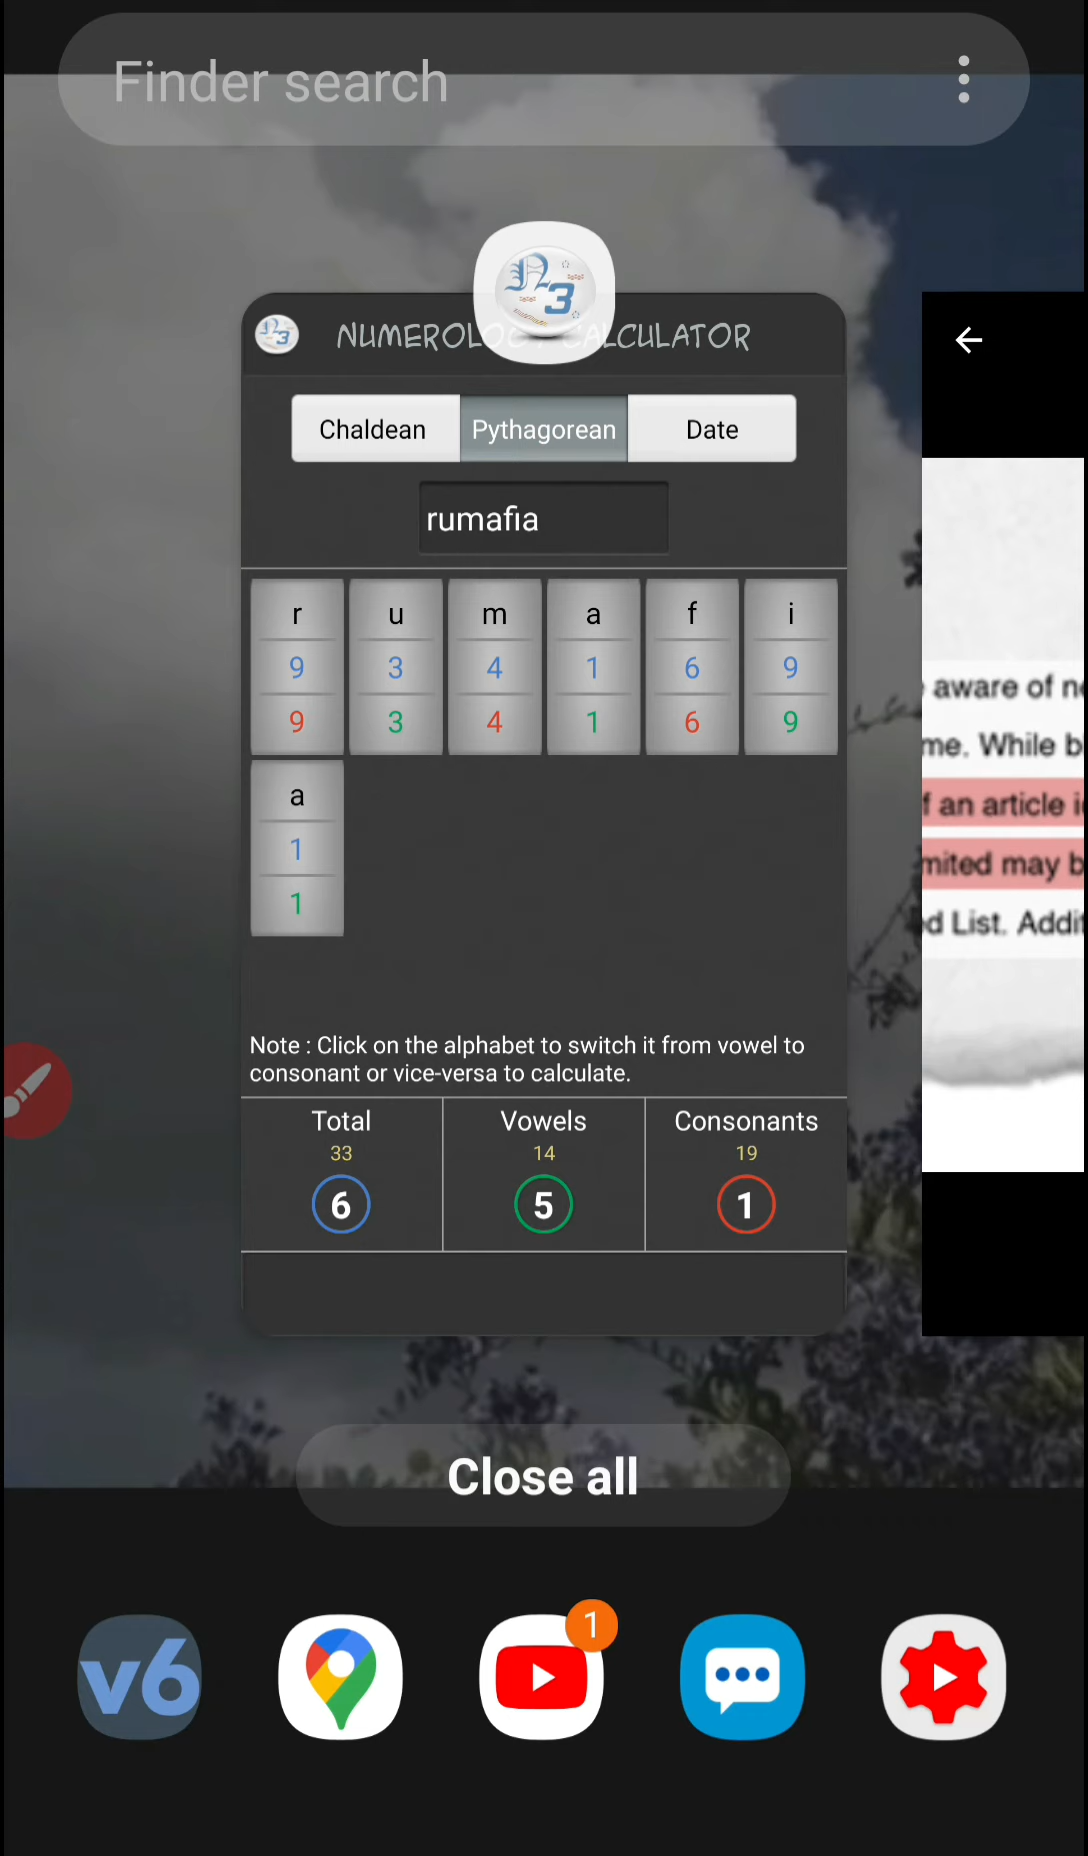 Finder search
NUMEROLOGY CALCULATOR
Chaldean Pythagorean Date
rumafia
r u m a f i
9 3 4 1 6 9
9 3 4 1 6 9
a
1
1
Note : Click on the alphabet to switch it from vowel to
consonant or vice-versa to calculate.
Total Vowels Consonants
33 14 19
6 5 1
aware of
me. While
f an article
mited may
d List.
Close all
v6
1